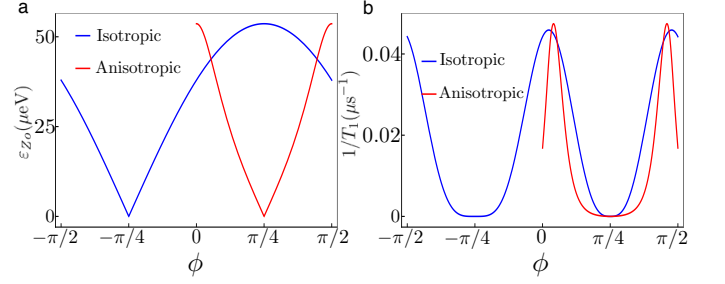 a
b
50
25
0
ε_{Zo}(μeV)
Isotropic
Anisotropic
−π/2
−π/4
0
π/4
π/2
ϕ
0.04
0.02
0
1/T_1(μs^{−1})
Isotropic
Anisotropic
−π/2
−π/4
0
π/4
π/2
ϕ